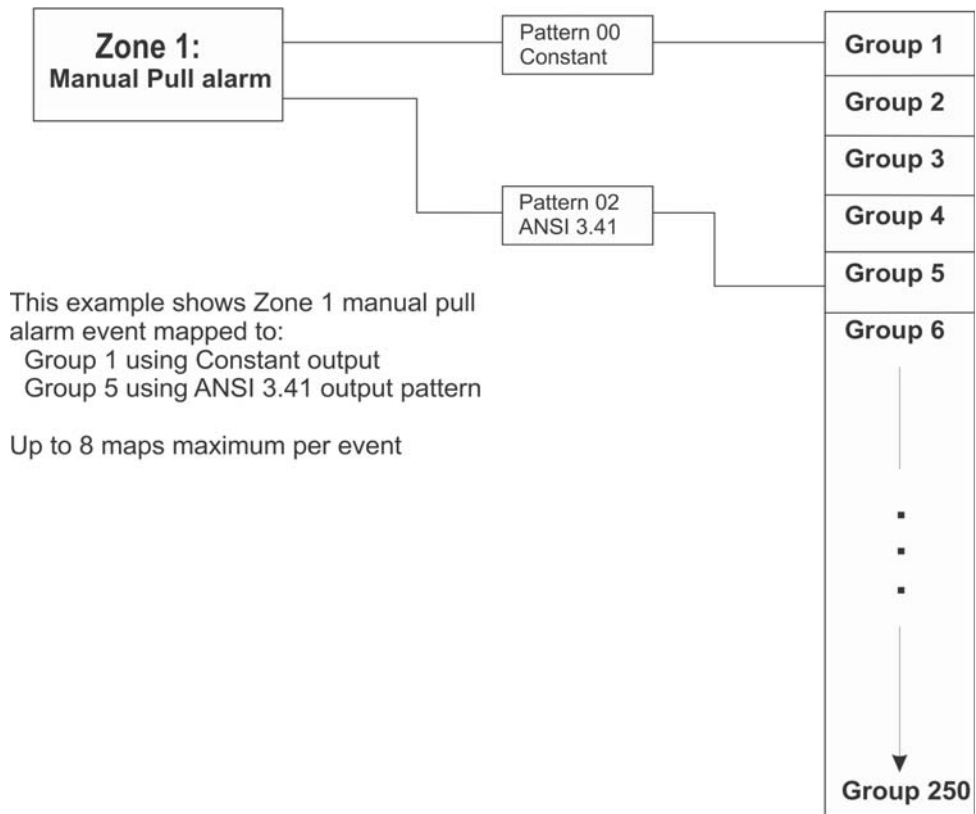 Zone 1:
Manual Pull alarm
Pattern 00
Constant
Pattern 02
ANSI 3.41
Group 1
Group 2
Group 3
Group 4
Group 5
Group 6
Group 250
This example shows Zone 1 manual pull
alarm event mapped to:
Group 1 using Constant output
Group 5 using ANSI 3.41 output pattern
Up to 8 maps maximum per event